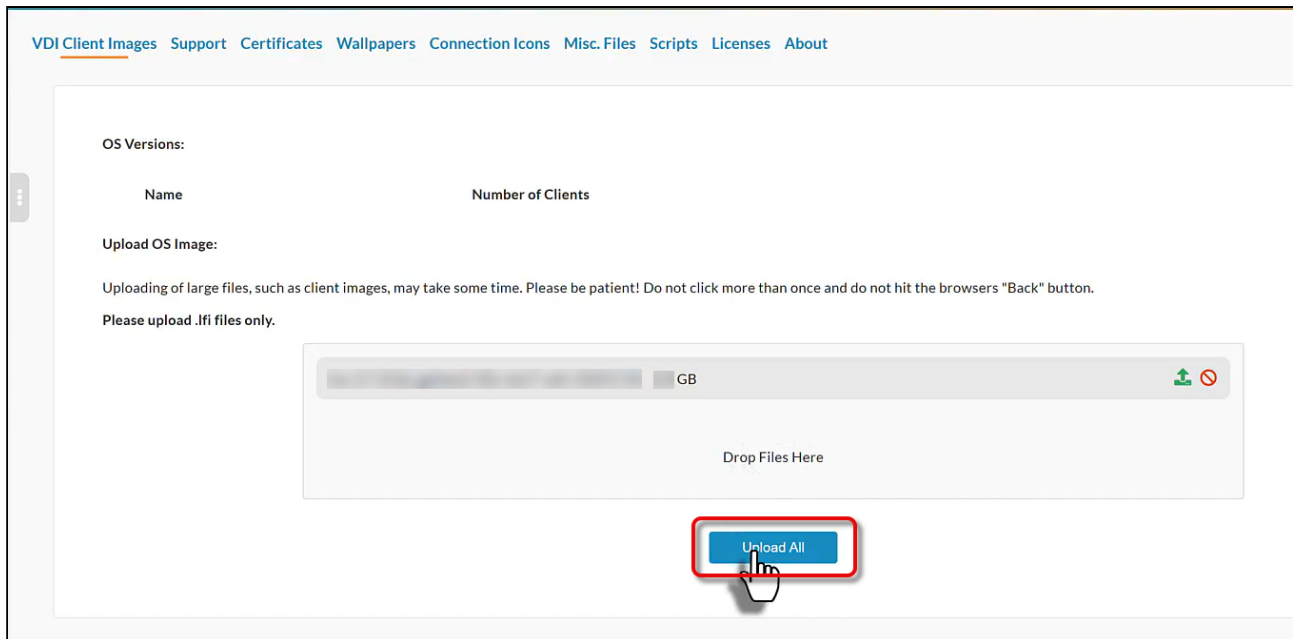 VDI Client Images Support Certificates Wallpapers Connection Icons Misc. Files Scripts Licenses About
OS Versions:
Name Number of Clients
Upload OS Image:
Uploading of large files, such as client images, may take some time. Please be patient! Do not click more than once and do not hit the browsers "Back" button.
Please upload .lfi files only.
GB
Drop Files Here
Upload All